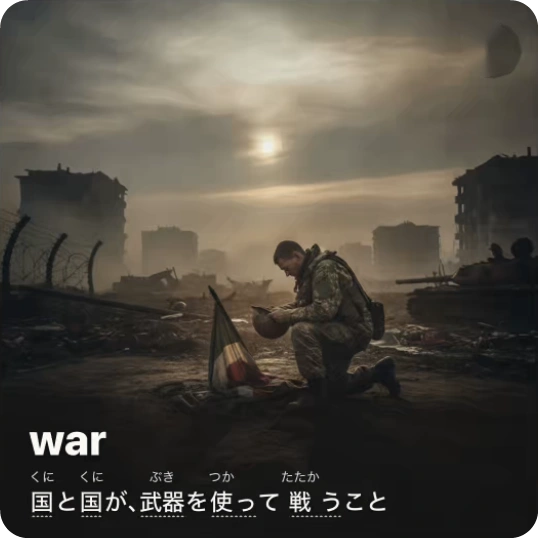 war
くに くに ぶき つか たたか
国と国が、武器を使って 戦 うこと